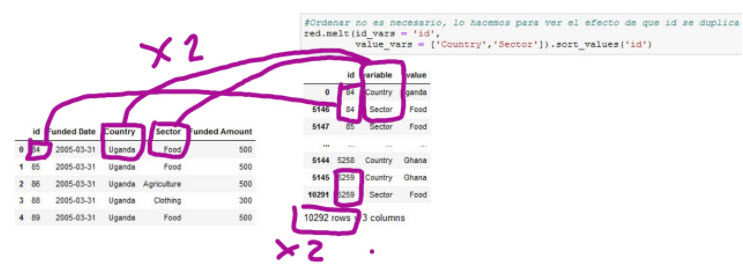 x2
#Ordenar no es necesario, lo hacemos para ver el efecto de que id se duplica
red.melt(id_vars = 'id',
value_vars = ['Country','Sector']).sort_values('id')
id variable value
0 84 Country ganda
5146 84 Sector Food
5147 85 Sector Food
... ... ... ...
5144 5258 Country Ghana
5145 5259 Country Ghana
10291 5259 Sector Food
10292 rows × 3 columns
x2
id Funded Date Country Sector Funded Amount
0 84 2005-03-31 Uganda Food 500
1 85 2005-03-31 Uganda Food 500
2 86 2005-03-31 Uganda Agriculture 500
3 88 2005-03-31 Uganda Clothing 300
4 89 2005-03-31 Uganda Food 500